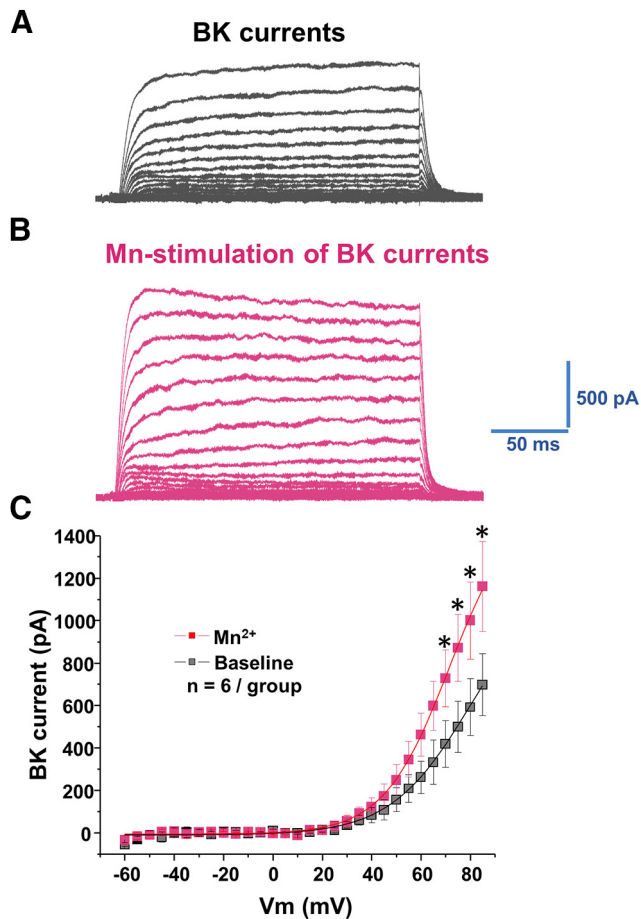 A
BK currents
B
Mn-stimulation of BK currents
500 pA
50 ms
C
1400
1200
1000
800
600
400
200
0
BK current (pA)
Mn²⁺
Baseline
n = 6 / group
* * * *
-60 -40 -20 0 20 40 60 80
Vm (mV)